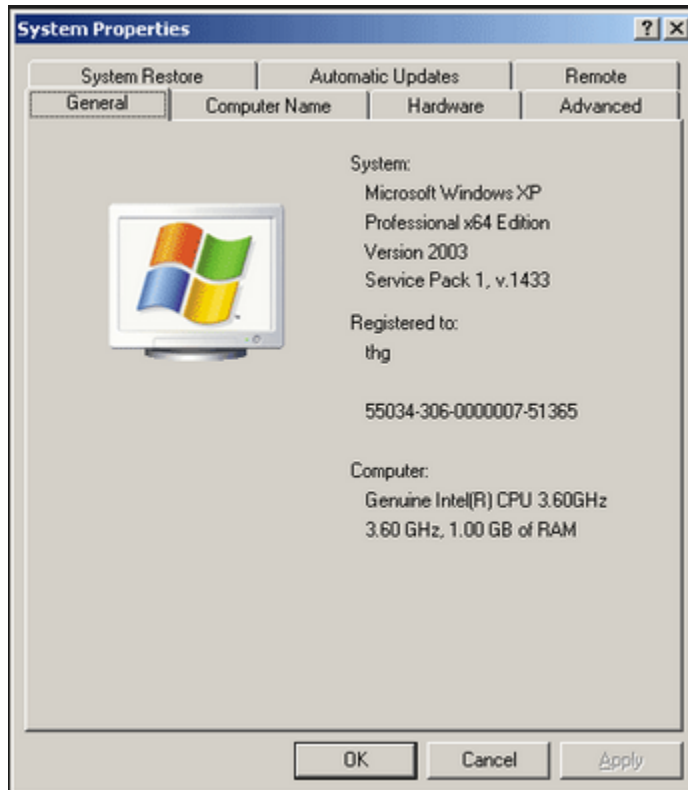 System Properties
System Restore
Automatic Updates
Remote
General
Computer Name
Hardware
Advanced
System:
Microsoft Windows XP
Professional x64 Edition
Version 2003
Service Pack 1, v.1433
Registered to:
thg
55034-306-0000007-51365
Computer:
Genuine Intel(R) CPU 3.60GHz
3.60 GHz, 1.00 GB of RAM
OK
Cancel
Apply